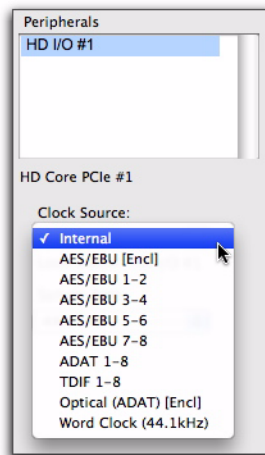 Peripherals
HD I/O #1
HD Core PCIe #1
Clock Source:
✓ Internal
AES/EBU [Encl]
AES/EBU 1-2
AES/EBU 3-4
AES/EBU 5-6
AES/EBU 7-8
ADAT 1-8
TDIF 1-8
Optical (ADAT) [Encl]
Word Clock (44.1kHz)